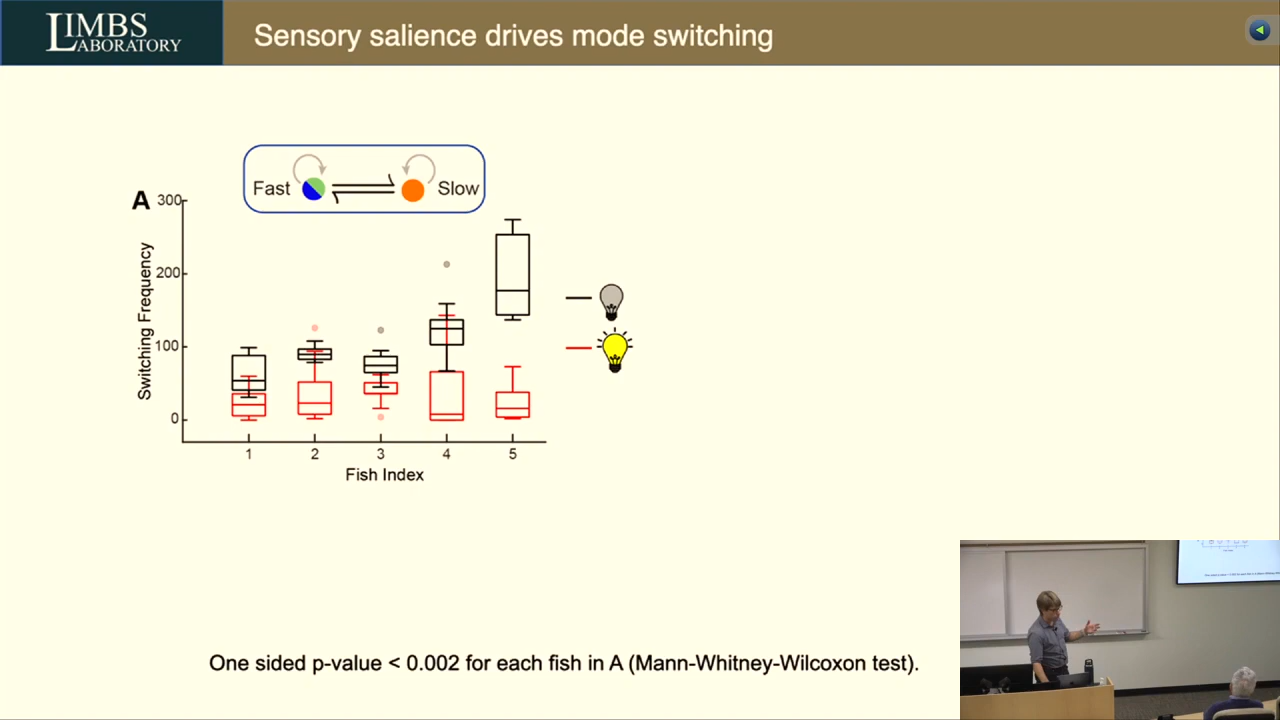 LIMBS
LABORATORY
Sensory salience drives mode switching
Fast
Slow
A
300
200
100
0
Switching Frequency
1 2 3 4 5
Fish Index
One sided p-value < 0.002 for each fish in A (Mann-Whitney-Wilcoxon test).